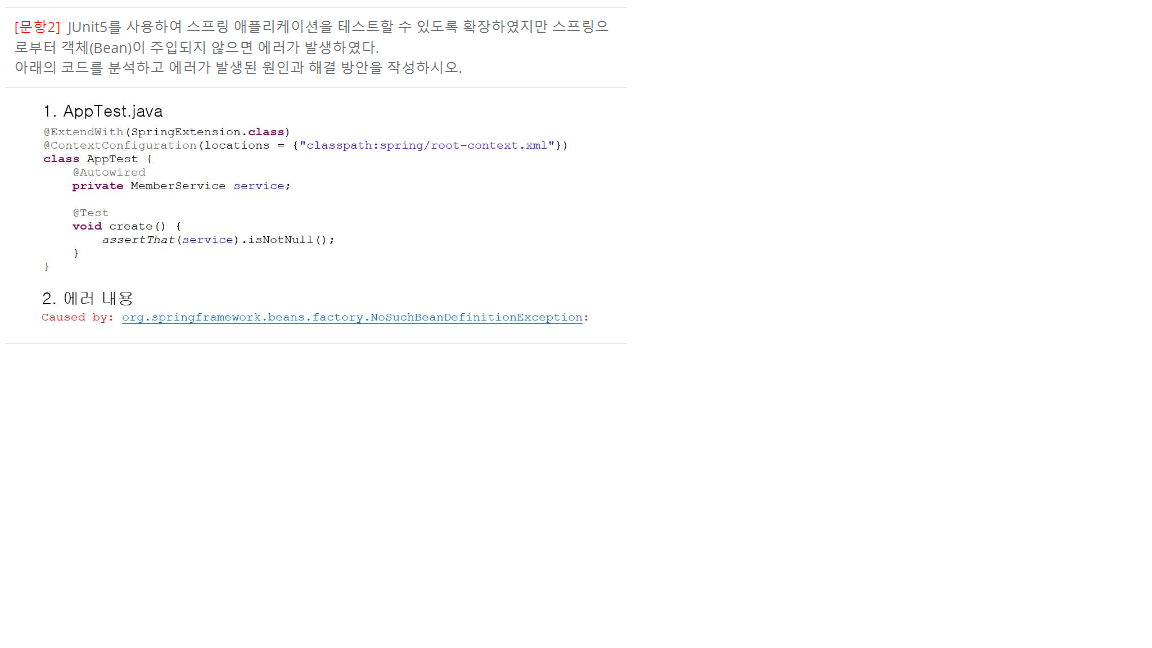 [문항2] JUnit5를 사용하여 스프링 애플리케이션을 테스트할 수 있도록 확장하였지만 스프링으
로부터 객체(Bean)이 주입되지 않으면 에러가 발생하였다.
아래의 코드를 분석하고 에러가 발생된 원인과 해결 방안을 작성하시오.
1. AppTest.java
@ExtendWith(SpringExtension.class)
@ContextConfiguration(locations = {"classpath:spring/root-context.xml"})
class AppTest {
@Autowired
private MemberService service;
@Test
void create() {
assertThat(service).isNotNull();
}
}
2. 에러 내용
Caused by: org.springframework.beans.factory.NoSuchBeanDefinitionException: